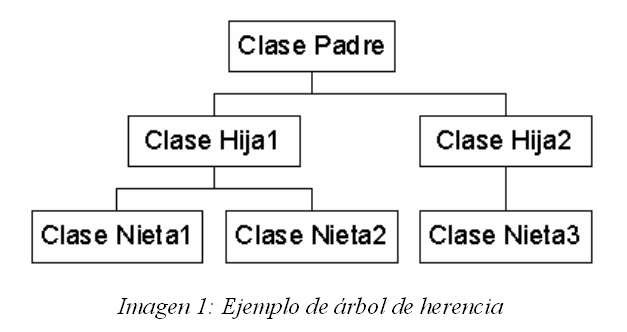 Clase Padre
Clase Hija1
Clase Hija2
Clase Nieta1
Clase Nieta2
Clase Nieta3
Imagen 1: Ejemplo de árbol de herencia